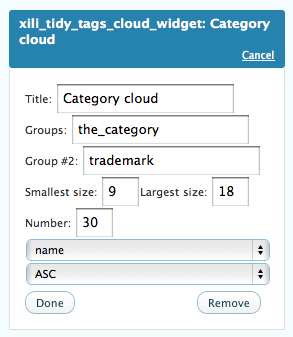 xili_tidy_tags_cloud_widget: Category
cloud
Cancel
Title: Category cloud
Groups: the_category
Group #2: trademark
Smallest size: 9 Largest size: 18
Number: 30
name
ASC
Done Remove